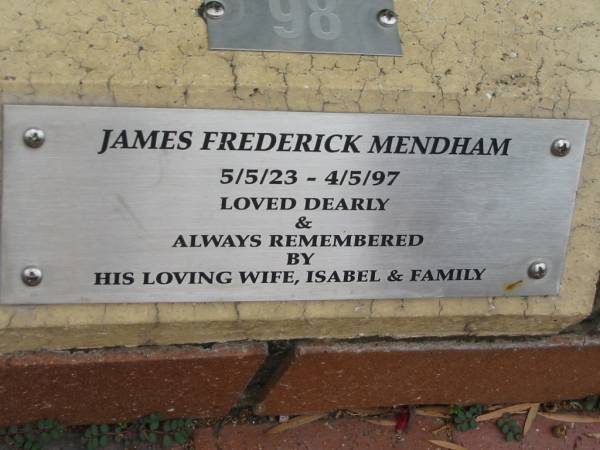 98
JAMES FREDERICK MENDHAM
5/5/23 - 4/5/97
LOVED DEARLY
&
ALWAYS REMEMBERED
BY
HIS LOVING WIFE, ISABEL & FAMILY